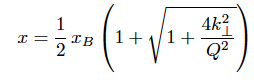 x = \frac{1}{2} x_B \left( 1 + \sqrt{1 + \frac{4k_\perp^2}{Q^2}} \right)